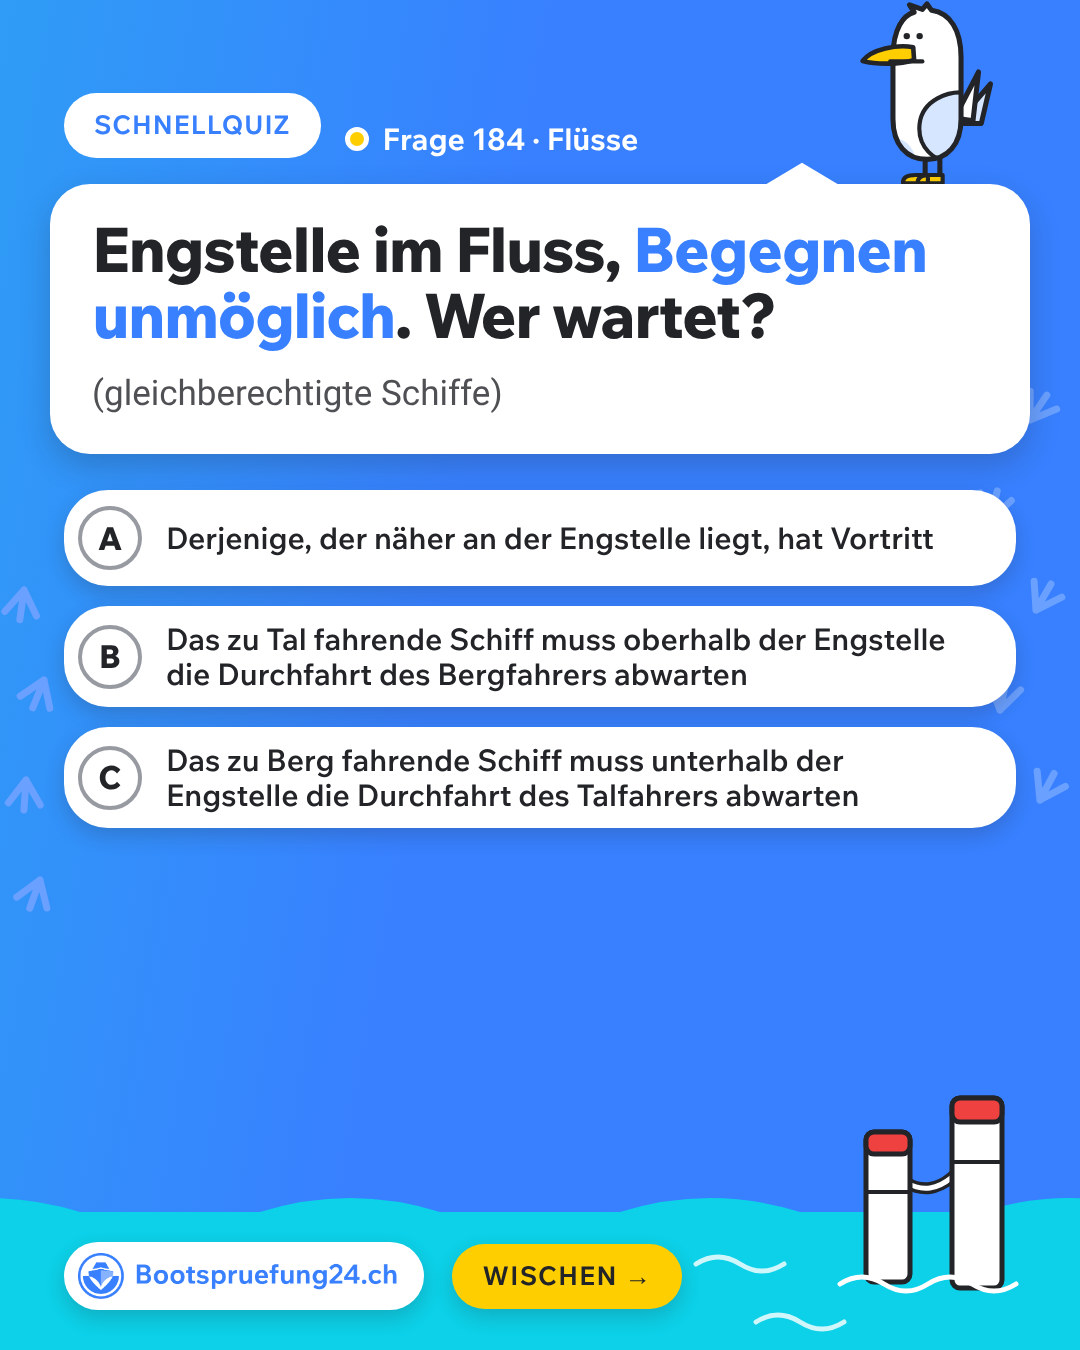 SCHNELLQUIZ
Frage 184 · Flüsse
Engstelle im Fluss, Begegnen
unmöglich. Wer wartet?
(gleichberechtigte Schiffe)
A
Derjenige, der näher an der Engstelle liegt, hat Vortritt
B
Das zu Tal fahrende Schiff muss oberhalb der Engstelle
die Durchfahrt des Bergfahrers abwarten
C
Das zu Berg fahrende Schiff muss unterhalb der
Engstelle die Durchfahrt des Talfahrers abwarten
Bootspruefung24.ch
WISCHEN →